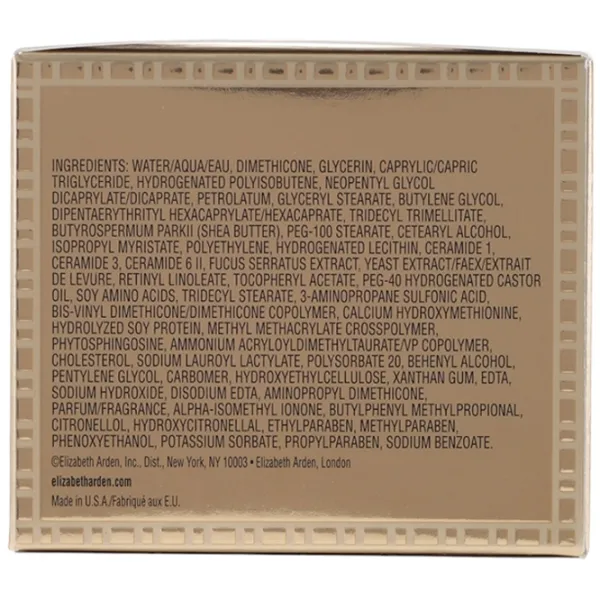 INGREDIENTS: WATER/AQUA/EAU, DIMETHICONE, GLYCERIN, CAPRYLIC/CAPRIC
TRIGLYCERIDE, HYDROGENATED POLYISOBUTENE, NEOPENTYL GLYCOL
DICAPRYLATE/DICAPRATE, PETROLATUM, GLYCERYL STEARATE, BUTYLENE GLYCOL,
DIPENTAERYTHRITYL HEXACAPRYLATE/HEXACAPRATE, TRIDECYL TRIMELLITATE,
BUTYROSPERMUM PARKII (SHEA BUTTER), PEG-100 STEARATE, CETEARYL ALCOHOL,
ISOPROPYL MYRISTATE, POLYETHYLENE, HYDROGENATED LECITHIN, CERAMIDE 1,
CERAMIDE 3, CERAMIDE 6 II, FUCUS SERRATUS EXTRACT, YEAST EXTRACT/FAEX/EXTRAIT
DE LEVURE, RETINYL LINOLEATE, TOCOPHERYL ACETATE, PEG-40 HYDROGENATED CASTOR
OIL, SOY AMINO ACIDS, TRIDECYL STEARATE, 3-AMINOPROPANE SULFONIC ACID,
BIS-VINYL DIMETHICONE/DIMETHICONE COPOLYMER, CALCIUM HYDROXYMETHIONINE,
HYDROLYZED SOY PROTEIN, METHYL METHACRYLATE CROSSPOLYMER,
PHYTOSPHINGOSINE, AMMONIUM ACRYLOYLDIMETHYLTAURATE/VP COPOLYMER,
CHOLESTEROL, SODIUM LAUROYL LACTYLATE, POLYSORBATE 20, BEHENYL ALCOHOL,
PENTYLENE GLYCOL, CARBOMER, HYDROXYETHYLCELLULOSE, XANTHAN GUM, EDTA,
SODIUM HYDROXIDE, DISODIUM EDTA, AMINOPROPYL DIMETHICONE,
PARFUM/FRAGRANCE, ALPHA-ISOMETHYL IONONE, BUTYLPHENYL METHYLPROPIONAL,
CITRONELLOL, HYDROXYCITRONELLAL, ETHYLPARABEN, METHYLPARABEN,
PHENOXYETHANOL, POTASSIUM SORBATE, PROPYLPARABEN, SODIUM BENZOATE.
©Elizabeth Arden, Inc., Dist., New York, NY 10003 • Elizabeth Arden, London
elizabetharden.com
Made in U.S.A./Fabriqué aux E.U.